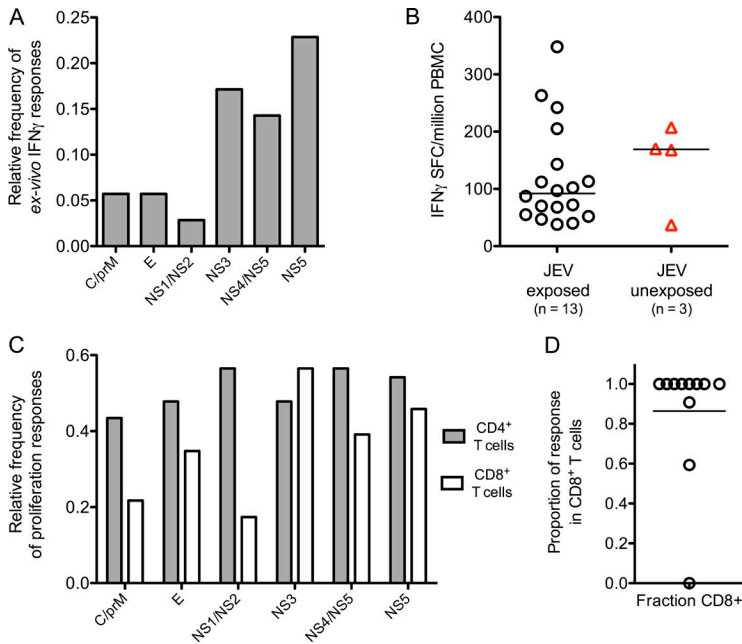 A
Relative frequency of
ex-vivo IFNγ responses
0.25
0.20
0.15
0.10
0.05
0.00
C/prM
E
NS1/NS2
NS3
NS4/NS5
NS5
B
IFNγ SFC/million PBMC
400
300
200
100
0
JEV
exposed
(n = 13)
JEV
unexposed
(n = 3)
C
Relative frequency
of proliferation responses
0.6
0.4
0.2
0.0
C/prM
E
NS1/NS2
NS3
NS4/NS5
NS5
CD4+
T cells
CD8+
T cells
D
Proportion of response
in CD8+ T cells
1.0
0.8
0.6
0.4
0.2
0.0
Fraction CD8+